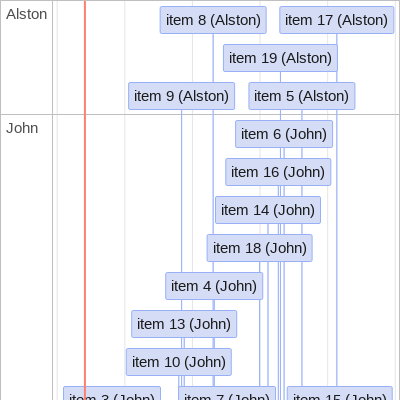 Alston
item 8 (Alston)
item 17 (Alston)
item 19 (Alston)
item 9 (Alston)
item 5 (Alston)
John
item 6 (John)
item 16 (John)
item 14 (John)
item 18 (John)
item 4 (John)
item 13 (John)
item 10 (John)
item 3 (John)
item 7 (John)
item 15 (John)